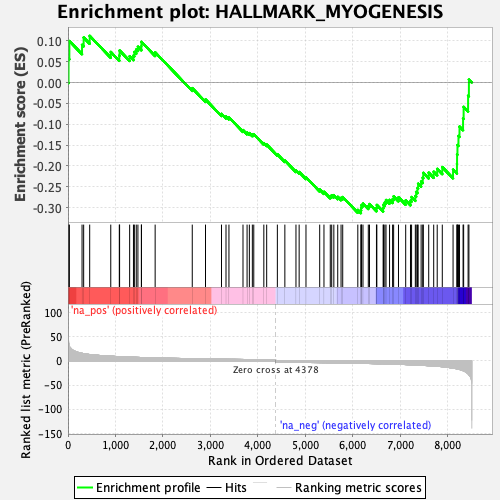 Enrichment plot: HALLMARK_MYOGENESIS
Enrichment score (ES)
0.10
0.05
0.00
-0.05
-0.10
-0.15
-0.20
-0.25
-0.30
'na_pos' (positively correlated)
Ranked list metric (PreRanked)
100
50
0
-50
-100
-150
Zero cross at 4378
'na_neg' (negatively correlated)
0 1,000 2,000 3,000 4,000 5,000 6,000 7,000 8,000
Rank in Ordered Dataset
Enrichment profile Hits Ranking metric scores